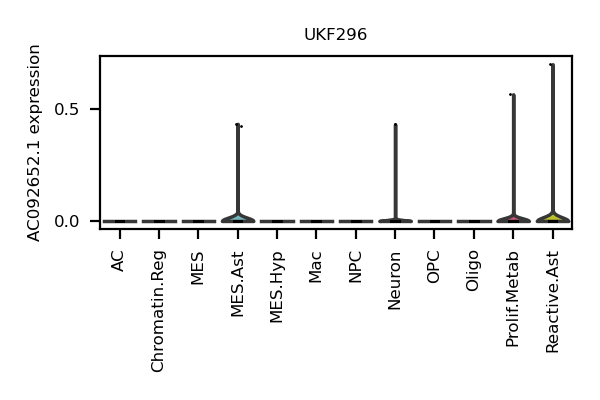 UKF296
AC092652.1 expression
0.5
0.0
AC
Chromatin.Reg
MES
MES.Ast
MES.Hyp
Mac
NPC
Neuron
OPC
Oligo
Prolif.Metab
Reactive.Ast